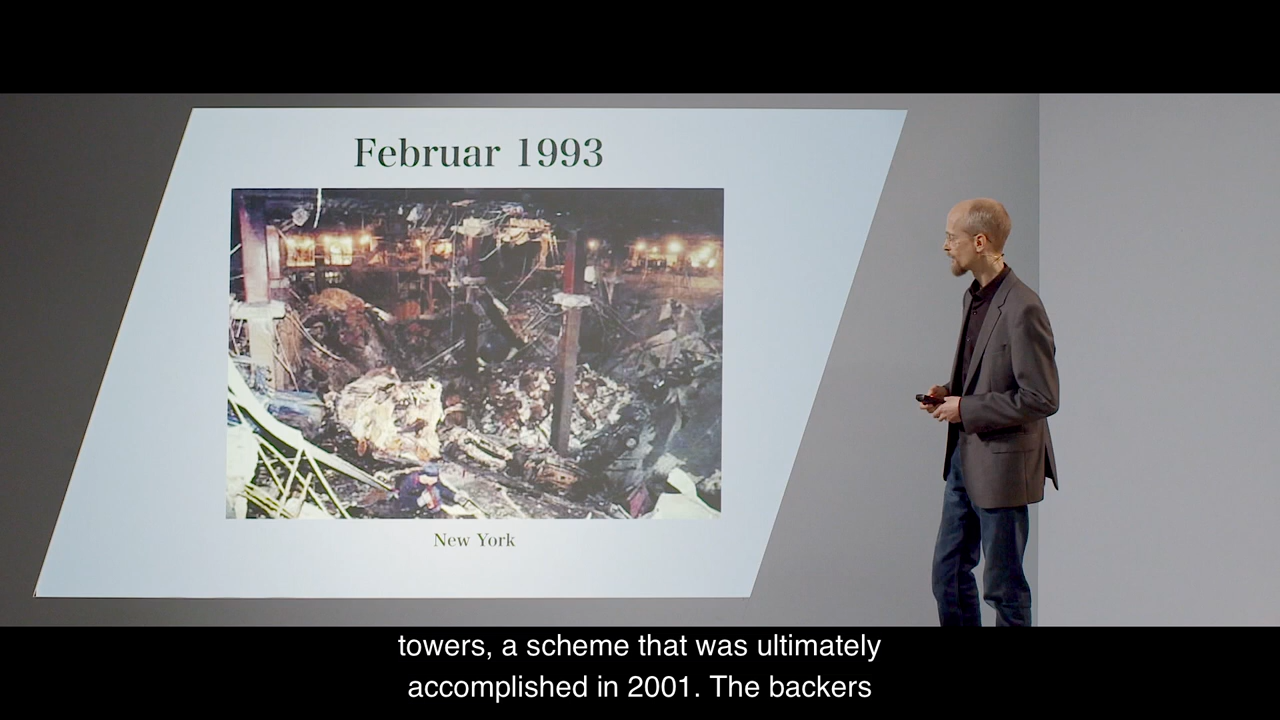 Februar 1993
New York
towers, a scheme that was ultimately
accomplished in 2001. The backers